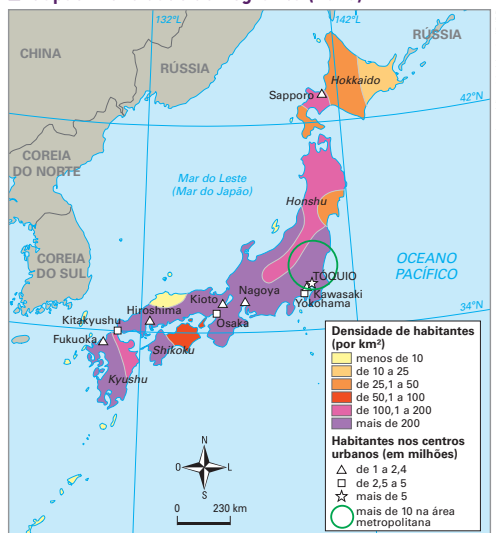 132°L
142°L
CHINA
RÚSSIA
RÚSSIA
Hokkaido
Sapporo
42°N
COREIA
DO NORTE
Mar do Leste
(Mar do Japão)
Honshu
COREIA
DO SUL
OCEANO
PACÍFICO
TÓQUIO
Kawasaki
Yokohama
Nagoya
Kioto
Hiroshima
Osaka
34°N
Kitakyushu
Fukuoka
Shikoku
Kyushu
Densidade de habitantes
(por km²)
menos de 10
de 10 a 25
de 25,1 a 50
de 50,1 a 100
de 100,1 a 200
mais de 200
Habitantes nos centros
urbanos (em milhões)
de 1 a 2,4
de 2,5 a 5
mais de 5
mais de 10 na área
metropolitana
N
O
L
S
0
230 km